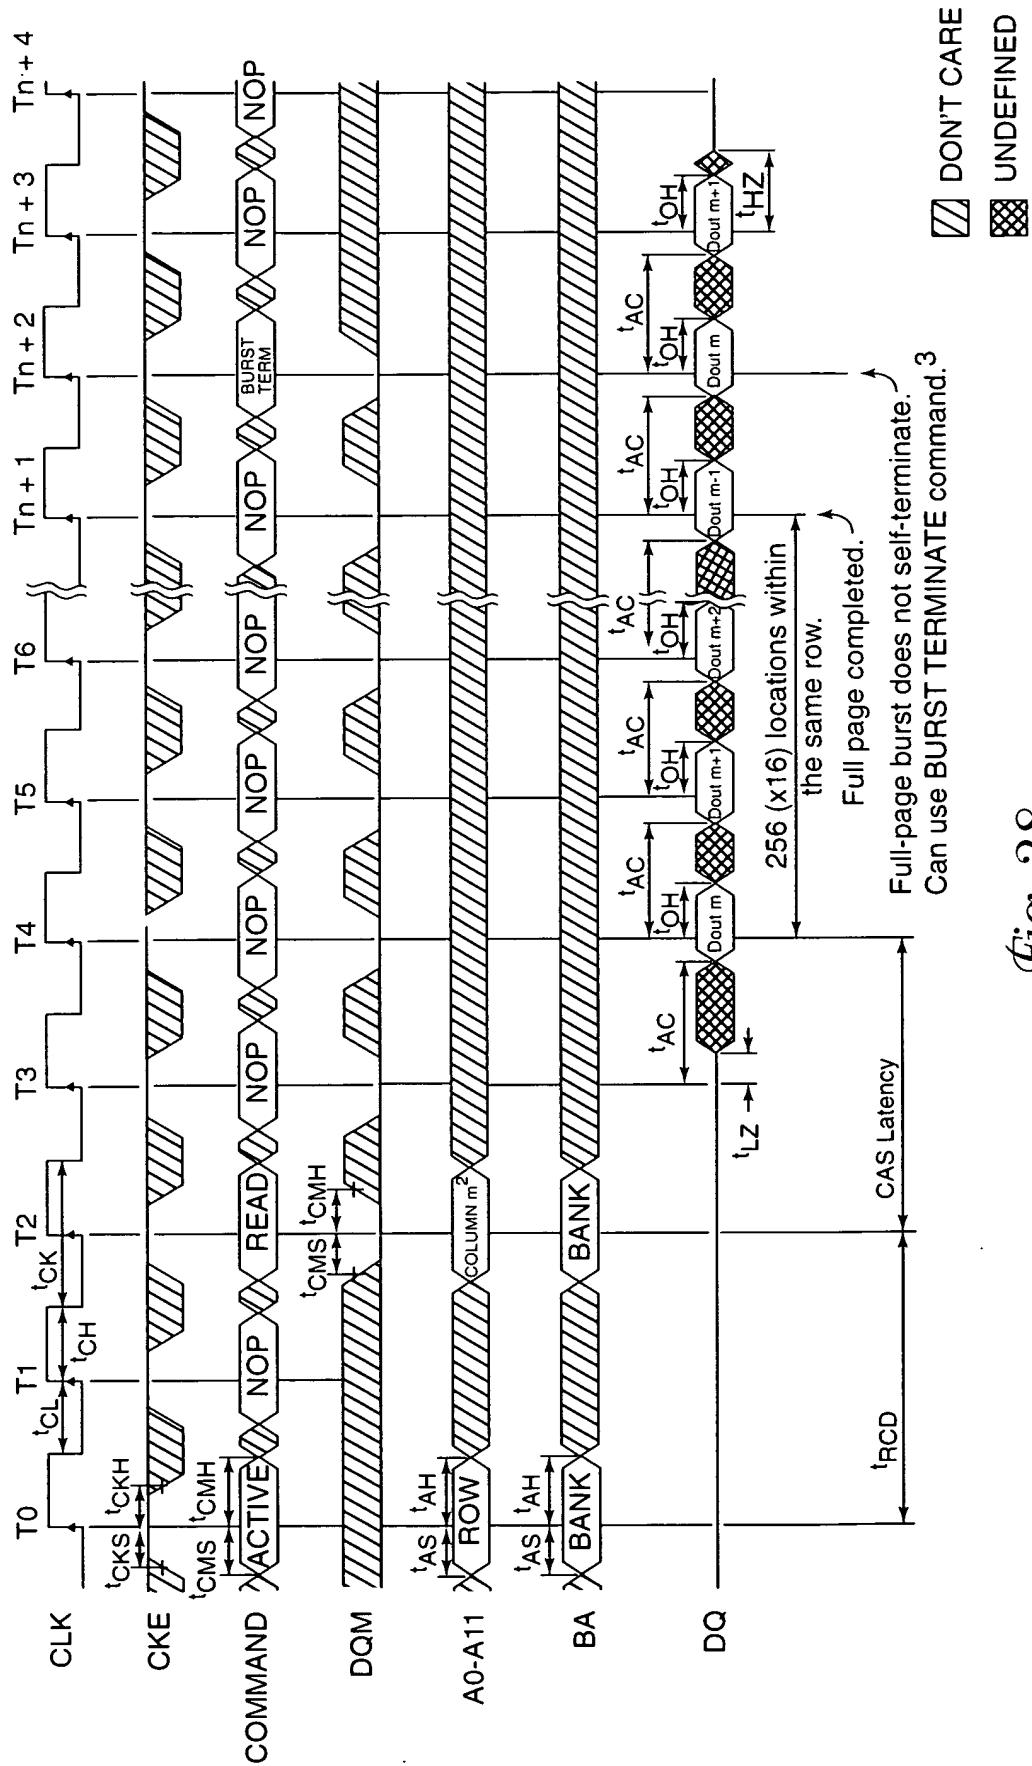 T0 T1 T2 T3 T4 T5 T6 Tn + 1 Tn + 2 Tn + 3 Tn + 4
CLK
tCL tCH tCK
CKE
tCKS tCKH
COMMAND
ACTIVE NOP READ NOP NOP NOP NOP NOP BURST TERM NOP NOP
tCMS tCMH
DQM
tCMS tCMH
A0-A11
tAS tAH
ROW COLUMN m2
BA
tAS tAH
BANK BANK
DQ
tAC tAC tAC tAC tAC tAC
tOH tOH tOH tOH tOH tOH
Dout m Dout m+1 Dout m+2 Dout m-1 Dout m Dout m+1
tLZ
tHZ
256 (x16) locations within
the same row.
Full page completed.
tRCD
CAS Latency
Full-page burst does not self-terminate.
Can use BURST TERMINATE command.3
DON'T CARE
UNDEFINED